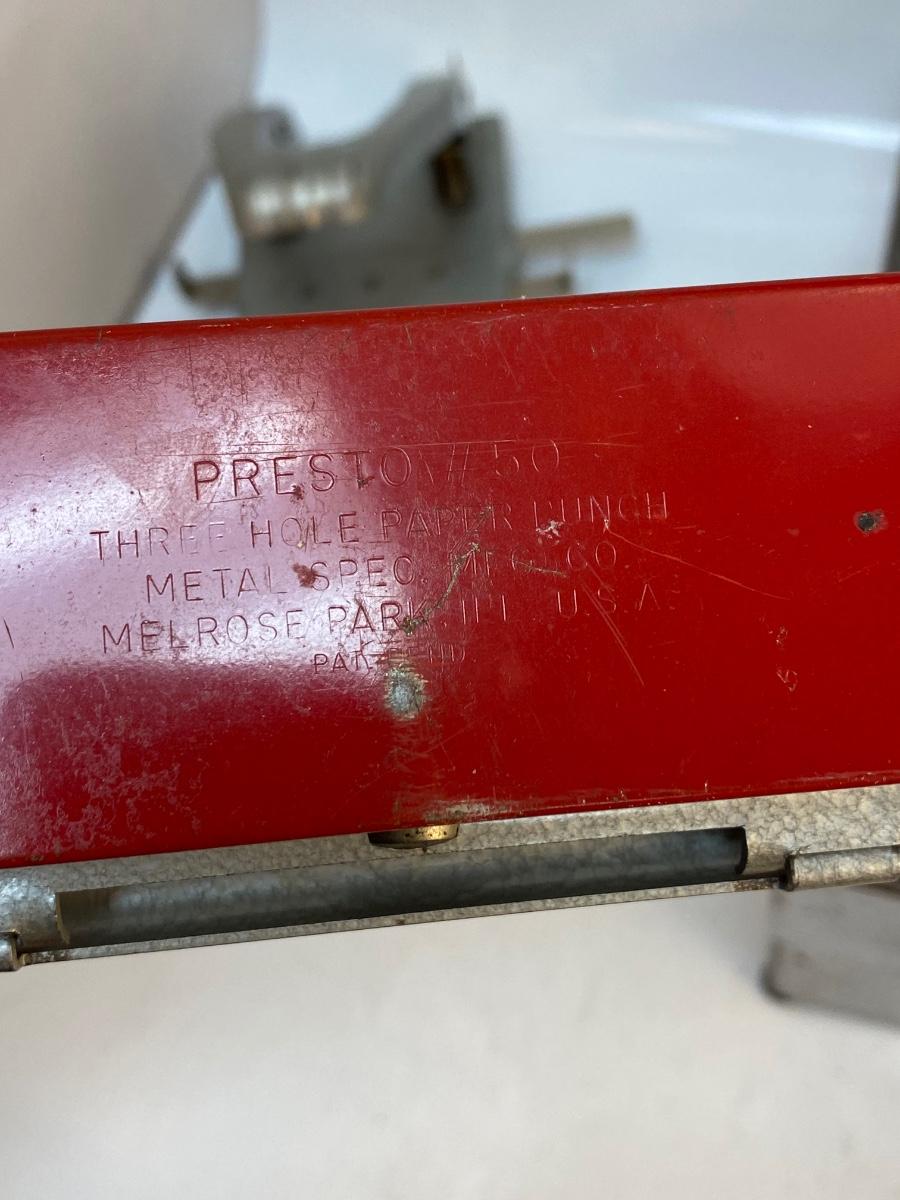 PRESTO #50
THREE HOLE PAPER PUNCH
METAL SPEC. MFG. CO
MELROSE PARK ILL U.S.A.
PAT. PEND